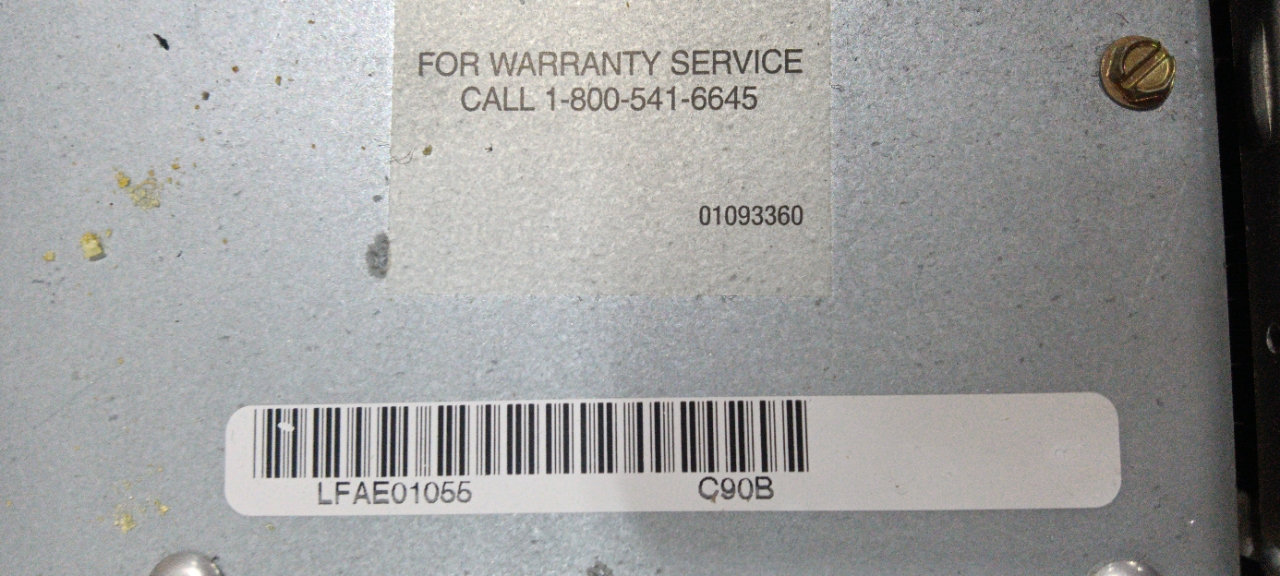 FOR WARRANTY SERVICE
CALL 1-800-541-6645
01093360
LFAE01055 C90B